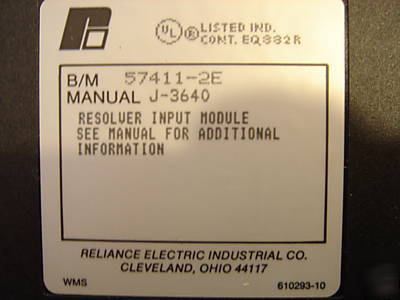 UL ® LISTED IND.
CONT. EQ.882R
B/M 57411-2E
MANUAL J-3640
RESOLVER INPUT MODULE
SEE MANUAL FOR ADDITIONAL
INFORMATION
RELIANCE ELECTRIC INDUSTRIAL CO.
CLEVELAND, OHIO 44117
WMS 610293-10